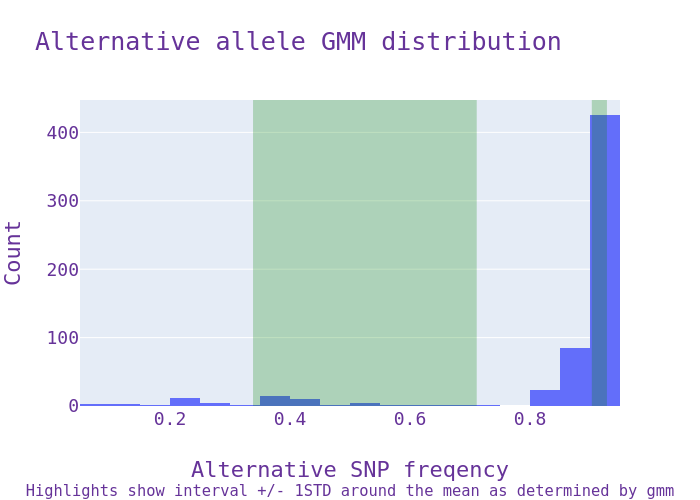 Alternative allele GMM distribution
400
300
200
100
0
Count
0.2 0.4 0.6 0.8
Alternative SNP freqency
Highlights show interval +/- 1STD around the mean as determined by gmm